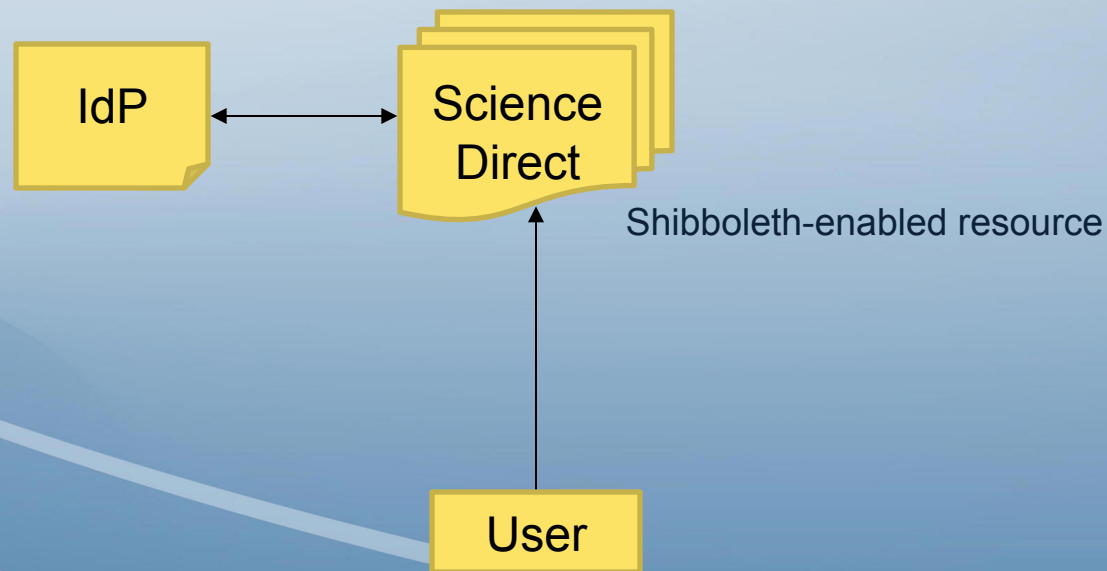 IdP
Science
Direct
Shibboleth-enabled resource
User